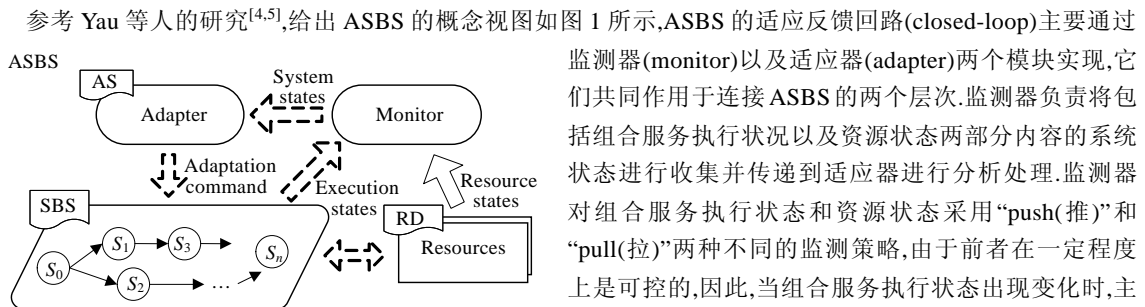 参考 Yau 等人的研究[4,5],给出 ASBS 的概念视图如图 1 所示,ASBS 的适应反馈回路(closed-loop)主要通过
ASBS
AS
Adapter
System
states
Monitor
Adaptation
command
Execution
states
Resource
states
SBS
S0
S1
S3
S2
…
Sn
RD
Resources
监测器(monitor)以及适应器(adapter)两个模块实现,它
们共同作用于连接 ASBS 的两个层次.监测器负责将包
括组合服务执行状况以及资源状态两部分内容的系统
状态进行收集并传递到适应器进行分析处理.监测器
对组合服务执行状态和资源状态采用“push(推)”和
“pull(拉)”两种不同的监测策略,由于前者在一定程度
上是可控的,因此,当组合服务执行状态出现变化时,主